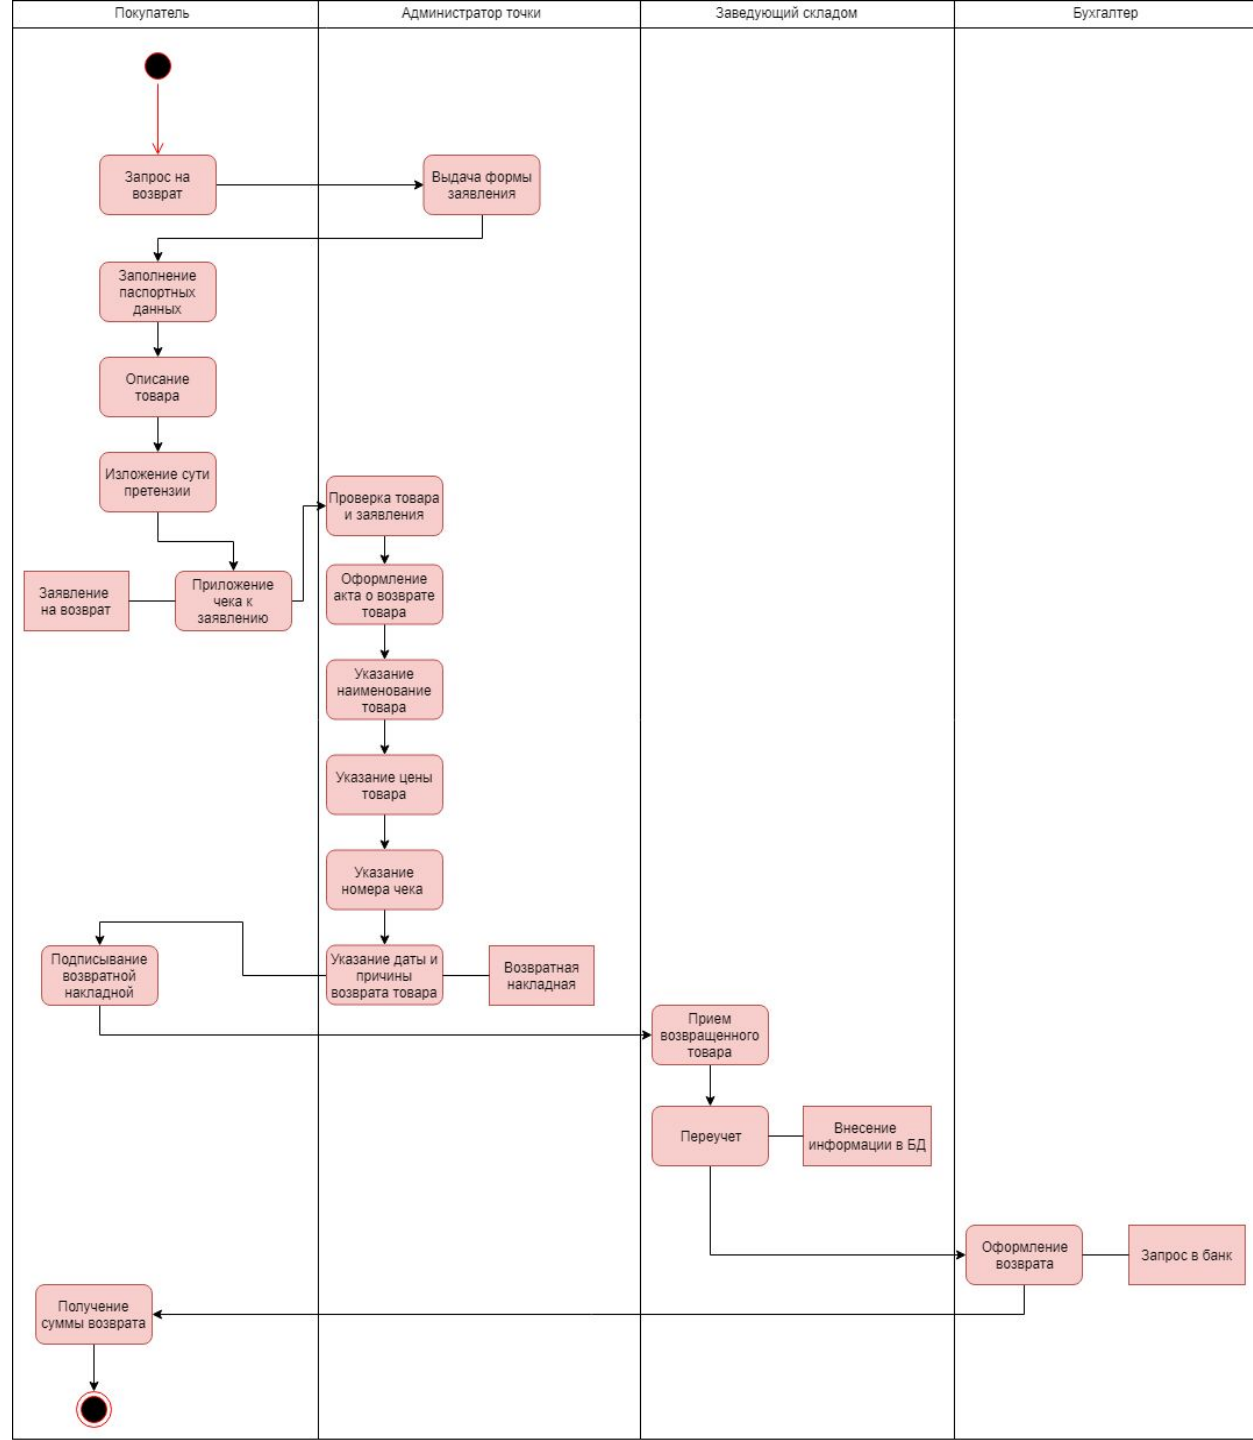 Покупатель
Администратор точки
Заведующий складом
Бухгалтер
Запрос на
возврат
Выдача формы
заявления
Заполнение
паспортных
данных
Описание
товара
Изложение сути
претензии
Заявление
на возврат
Приложение
чека к
заявлению
Проверка товара
и заявления
Оформление
акта о возврате
товара
Указание
наименование
товара
Указание цены
товара
Указание
номера чека
Указание даты и
причины
возврата товара
Возвратная
накладная
Подписывание
возвратной
накладной
Прием
возвращенного
товара
Переучет
Внесение
информации в БД
Оформление
возврата
Запрос в банк
Получение
суммы возврата